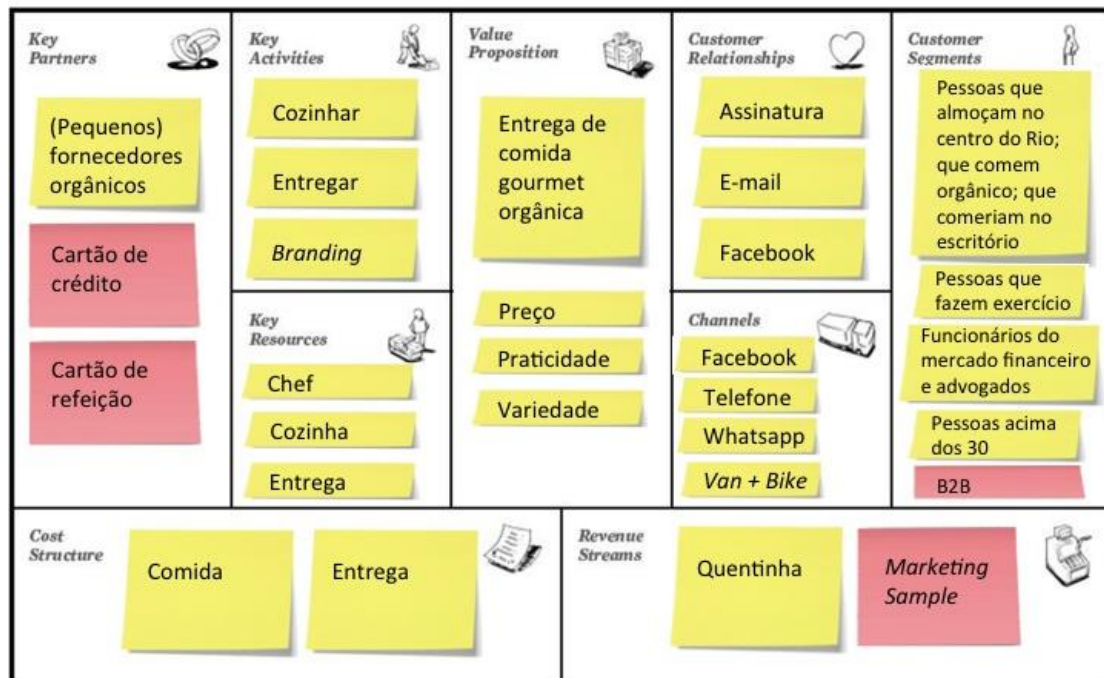 Key
Partners
(Pequenos)
fornecedores
orgânicos
Cartão de
crédito
Cartão de
refeição
Key
Activities
Cozinhar
Entregar
Branding
Key
Resources
Chef
Cozinha
Entrega
Value
Proposition
Entrega de
comida
gourmet
orgânica
Preço
Praticidade
Variedade
Customer
Relationships
Assinatura
E-mail
Facebook
Channels
Facebook
Telefone
Whatsapp
Van + Bike
Customer
Segments
Pessoas que
almoçam no
centro do Rio;
que comem
orgânico; que
comeriam no
escritório
Pessoas que
fazem exercício
Funcionários do
mercado financeiro
e advogados
Pessoas acima
dos 30
B2B
Cost
Structure
Comida
Entrega
Revenue
Streams
Quentinha
Marketing
Sample